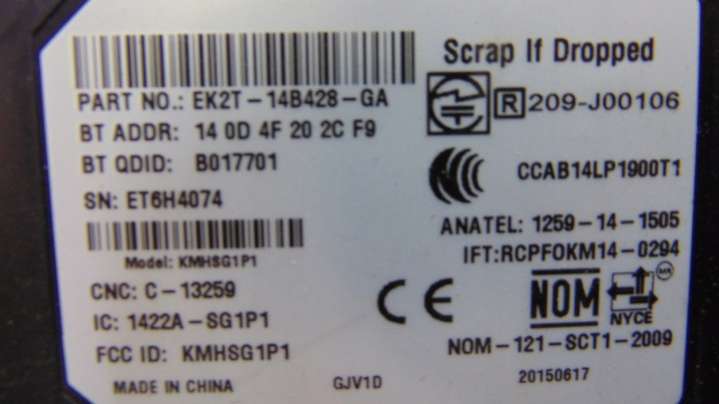 Scrap If Dropped
PART NO.: EK2T-14B428-GA
R 209-J00106
BT ADDR: 14 0D 4F 20 2C F9
BT QDID: B017701
CCAB14LP1900T1
SN: ET6H4074
ANATEL: 1259-14-1505
IFT:RCPFOKM14-0294
Model: KMHSG1P1
CNC: C-13259
CE
NOM
NYCE
MR
IC: 1422A-SG1P1
FCC ID: KMHSG1P1
NOM-121-SCT1-2009
MADE IN CHINA
GJV1D
20150617